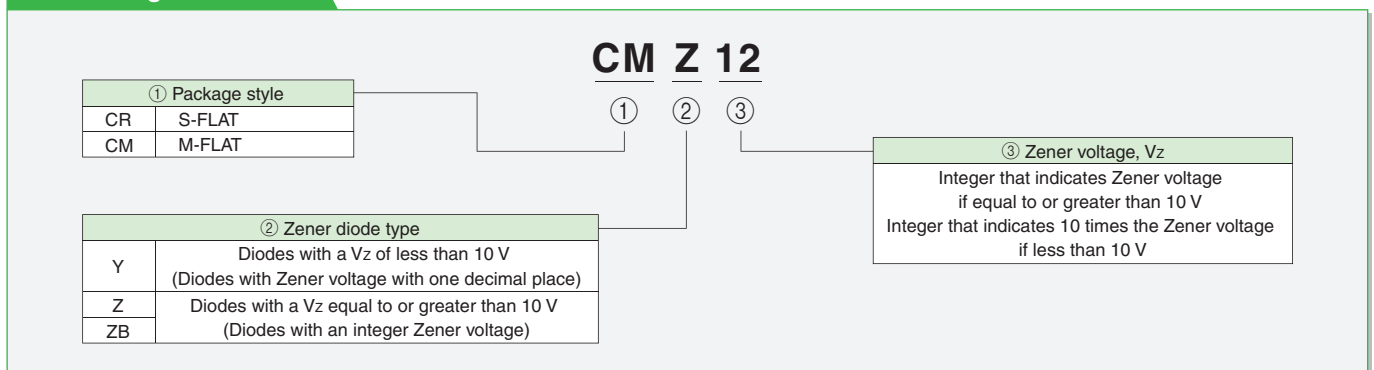 CM Z 12
① ② ③
① Package style
CR S-FLAT
CM M-FLAT
② Zener diode type
Y Diodes with a Vz of less than 10 V
(Diodes with Zener voltage with one decimal place)
Z Diodes with a Vz equal to or greater than 10 V
ZB (Diodes with an integer Zener voltage)
③ Zener voltage, Vz
Integer that indicates Zener voltage
if equal to or greater than 10 V
Integer that indicates 10 times the Zener voltage
if less than 10 V